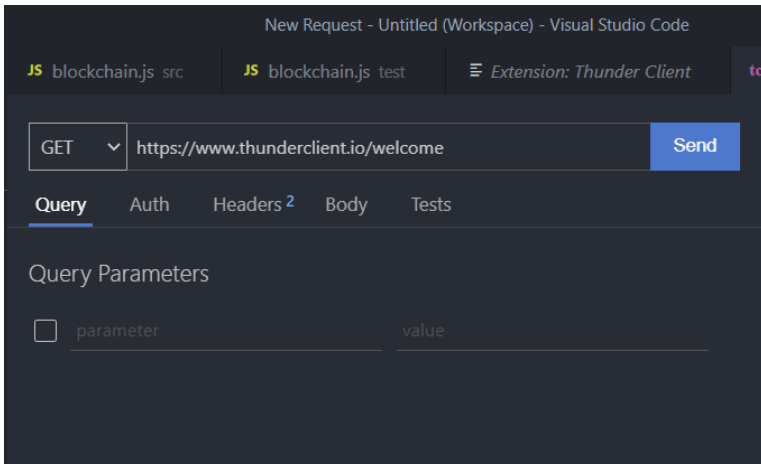 New Request - Untitled (Workspace) - Visual Studio Code
JS blockchain.js src JS blockchain.js test Extension: Thunder Client
GET https://www.thunderclient.io/welcome Send
Query Auth Headers 2 Body Tests
Query Parameters
parameter value